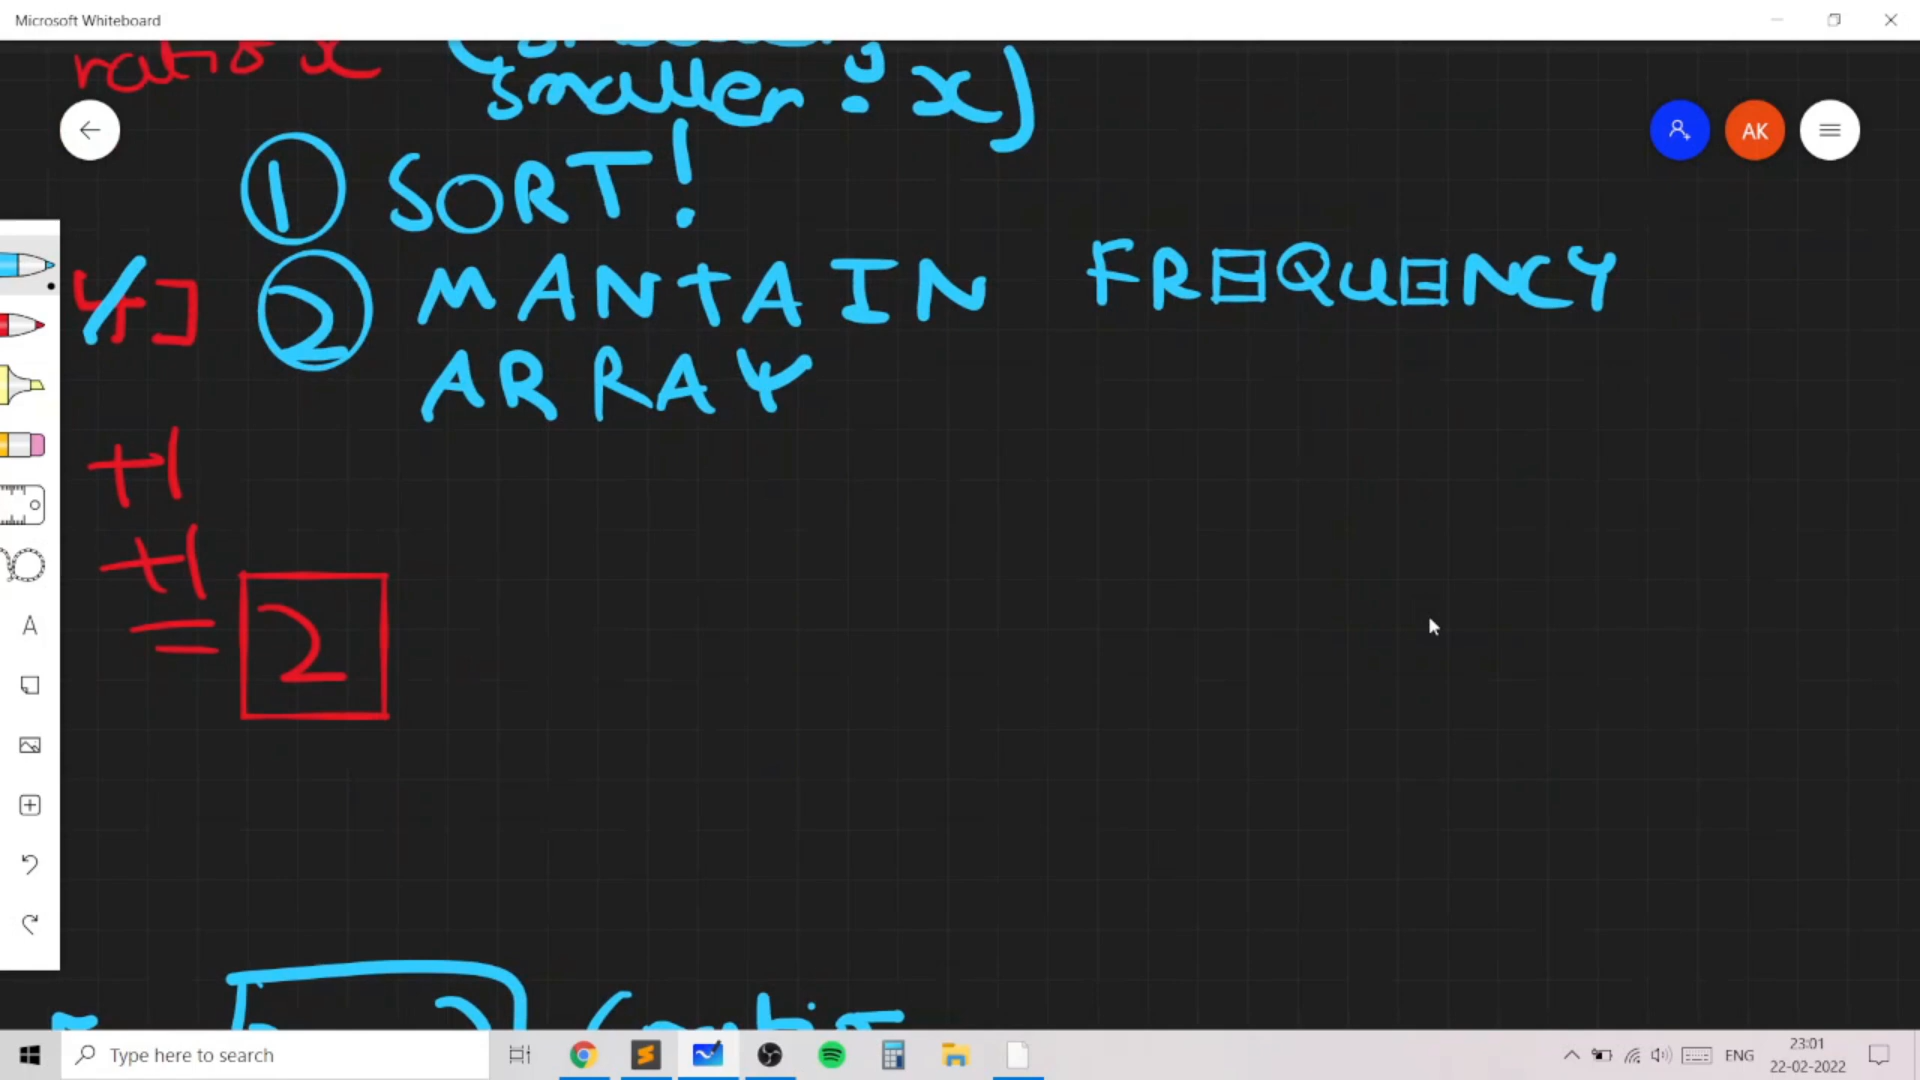 Microsoft Whiteboard
ratio x
smaller : x)
AK
① SORT!
② MANTAIN FREQUENCY
ARRAY
+1
+1
= 2
A
Type here to search
ENG
23:01
22-02-2022